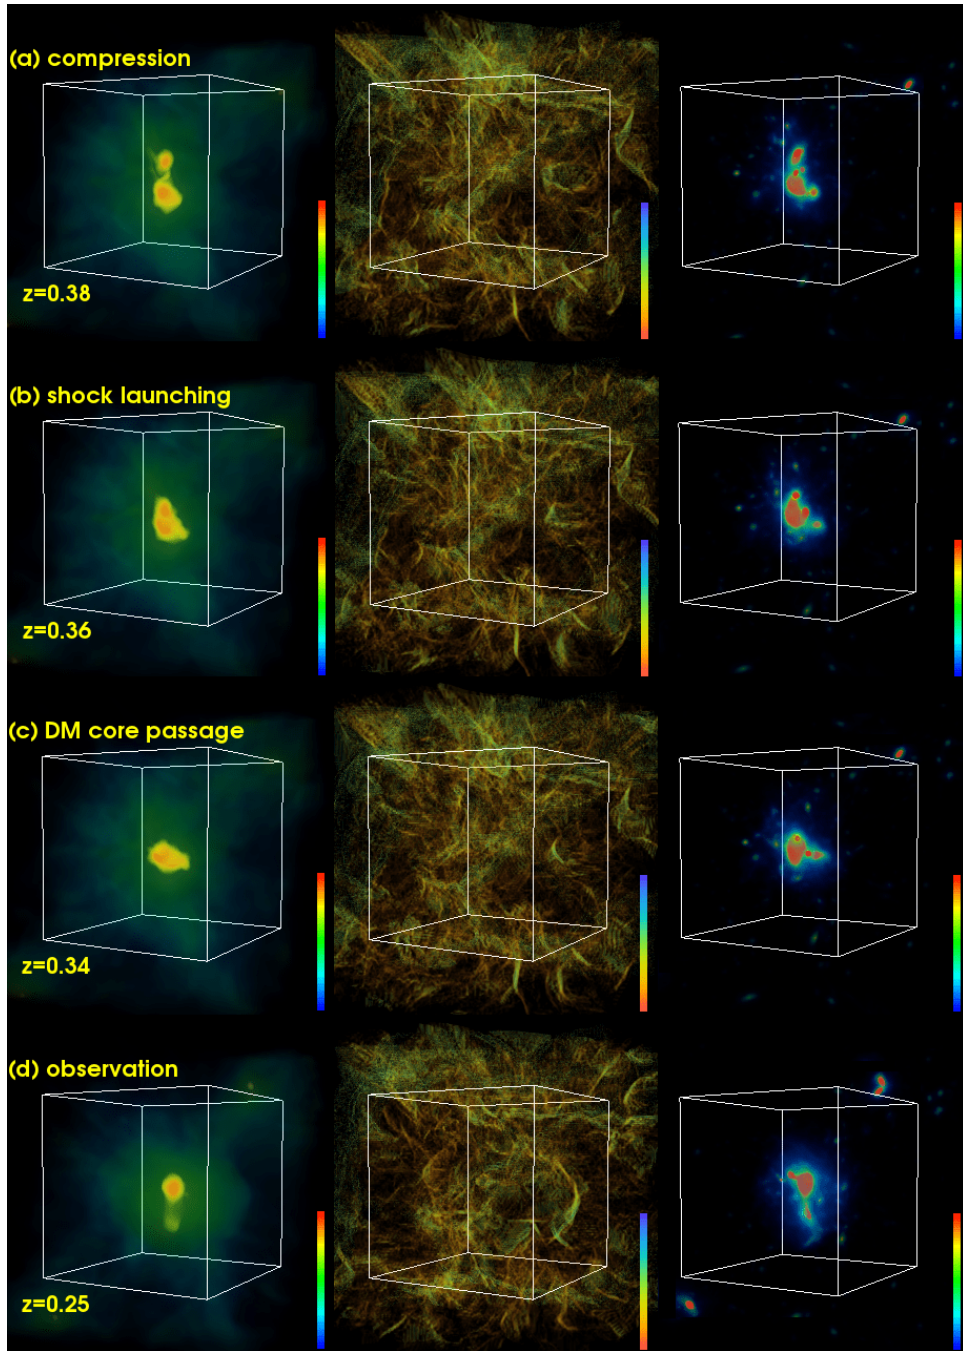 (a) compression
z=0.38
(b) shock launching
z=0.36
(c) DM core passage
z=0.34
(d) observation
z=0.25